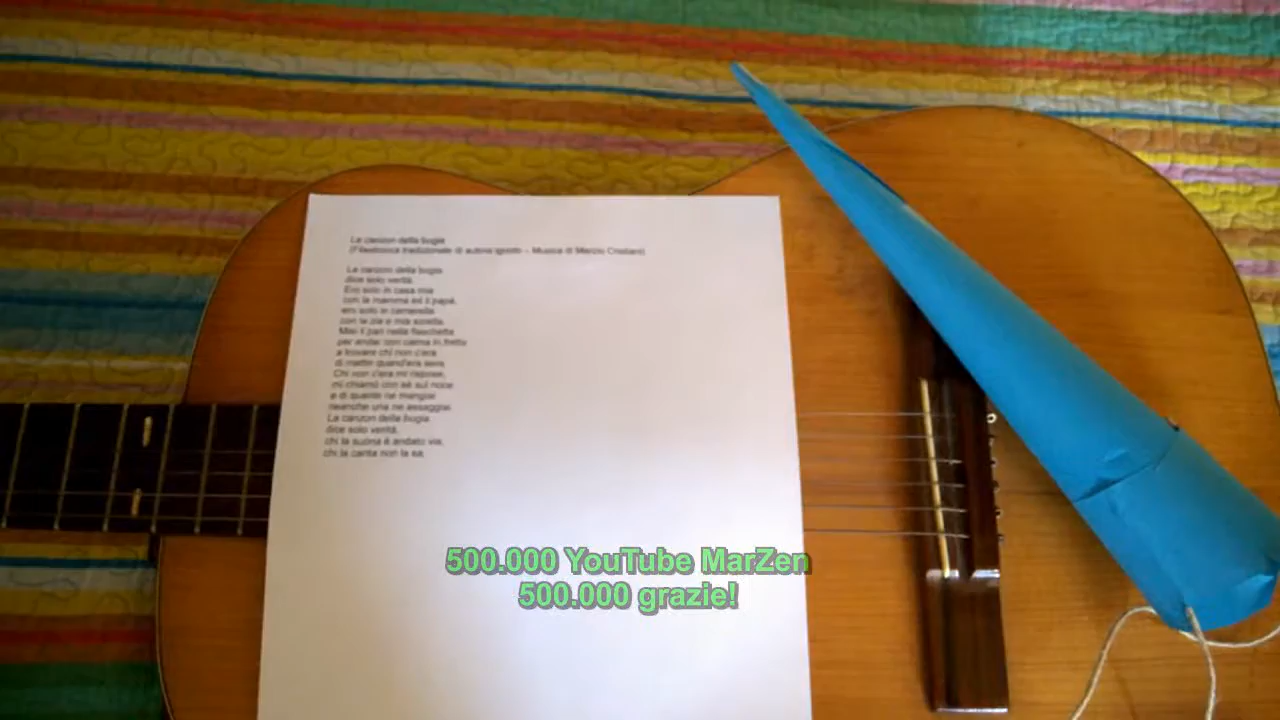 La canzon della bugia
(Filastrocca tradizionale di autore ignoto – Musica di Marzio Cristiani)
La canzon della bugia
dice solo verità.
Ero solo in casa mia
con la mamma ed il papà,
ero solo in cameretta
con la zia e mia sorella.
Misi il pan nella fiaschetta
per andar con calma in fretta
a trovare chi non c'era
di mattin quand'era sera.
Chi non c'era mi rispose,
mi chiamò con sé sul noce
e di quante ne mangiai
neanche una ne assaggiai.
La canzon della bugia
dice solo verità,
chi la suona è andato via,
chi la canta non la sa.
500.000 YouTube MarZen
500.000 grazie!